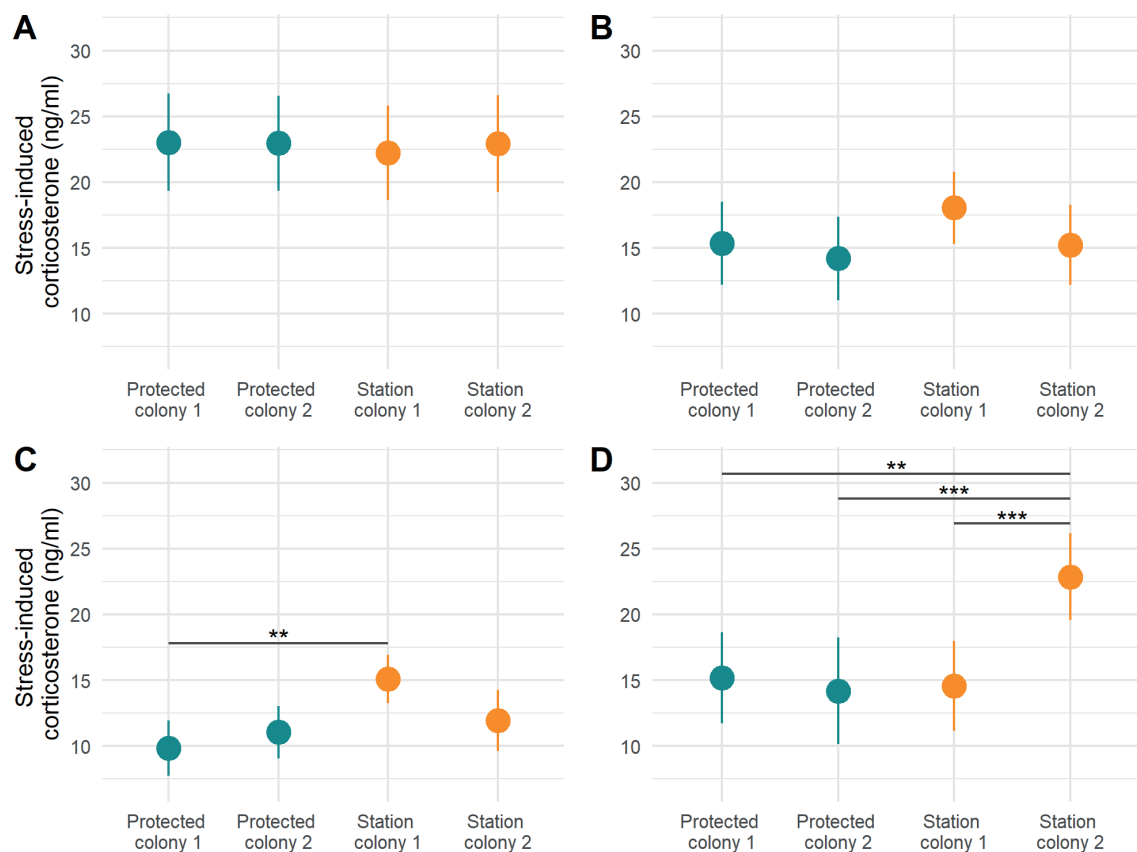 A
Stress-induced
corticosterone (ng/ml)
30
25
20
15
10
Protected
colony 1
Protected
colony 2
Station
colony 1
Station
colony 2
B
30
25
20
15
10
Protected
colony 1
Protected
colony 2
Station
colony 1
Station
colony 2
C
Stress-induced
corticosterone (ng/ml)
30
25
20
15
10
**
Protected
colony 1
Protected
colony 2
Station
colony 1
Station
colony 2
D
30
25
20
15
10
**
***
***
Protected
colony 1
Protected
colony 2
Station
colony 1
Station
colony 2